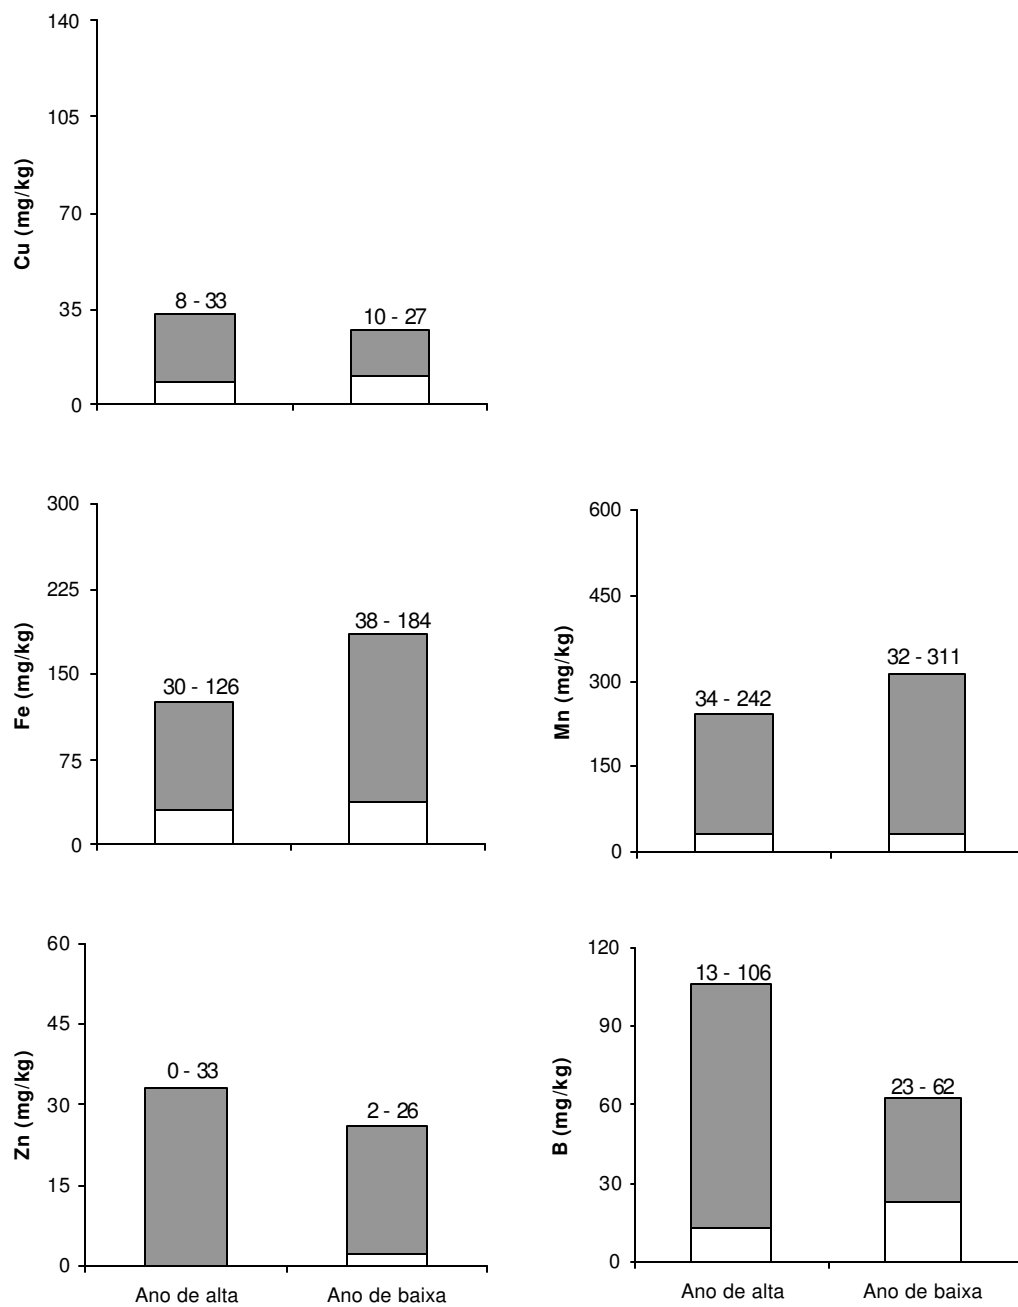 Cu (mg/kg)
140
105
70
35
0
8 - 33
10 - 27
Fe (mg/kg)
300
225
150
75
0
30 - 126
38 - 184
Mn (mg/kg)
600
450
300
150
0
34 - 242
32 - 311
Zn (mg/kg)
60
45
30
15
0
0 - 33
2 - 26
Ano de alta
Ano de baixa
B (mg/kg)
120
90
60
30
0
13 - 106
23 - 62
Ano de alta
Ano de baixa